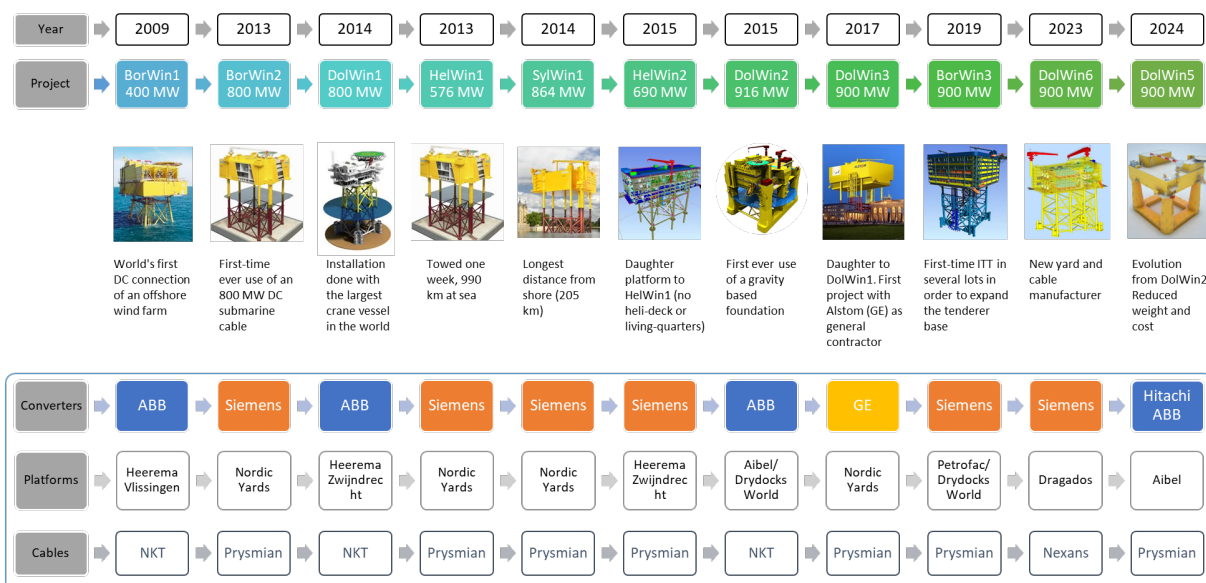 Year 2009 2013 2014 2013 2014 2015 2015 2017 2019 2023 2024
Project
BorWin1
400 MW
BorWin2
800 MW
DolWin1
800 MW
HelWin1
576 MW
SylWin1
864 MW
HelWin2
690 MW
DolWin2
916 MW
DolWin3
900 MW
BorWin3
900 MW
DolWin6
900 MW
DolWin5
900 MW
World's first
DC connection
of an offshore
wind farm
First-time
ever use of an
800 MW DC
submarine
cable
Installation
done with
the largest
crane vessel
in the world
Towed one
week, 990
km at sea
Longest
distance from
shore (205
km)
Daughter
platform to
HelWin1 (no
heli-deck or
living-quarters)
First ever use
of a gravity
based
foundation
Daughter to
DolWin1. First
project with
Alstom (GE) as
general
contractor
First-time ITT in
several lots in
order to expand
the tenderer
base
New yard and
cable
manufacturer
Evolution
from DolWin2
Reduced
weight and
cost
Converters
ABB
Siemens
ABB
Siemens
Siemens
Siemens
ABB
GE
Siemens
Siemens
Hitachi
ABB
Platforms
Heerema
Vlissingen
Nordic
Yards
Heerema
Zwijndrec
ht
Nordic
Yards
Nordic
Yards
Heerema
Zwijndrec
ht
Aibel/
Drydocks
World
Nordic
Yards
Petrofac/
Drydocks
World
Dragados
Aibel
Cables
NKT
Prysmian
NKT
Prysmian
Prysmian
Prysmian
NKT
Prysmian
Prysmian
Nexans
Prysmian